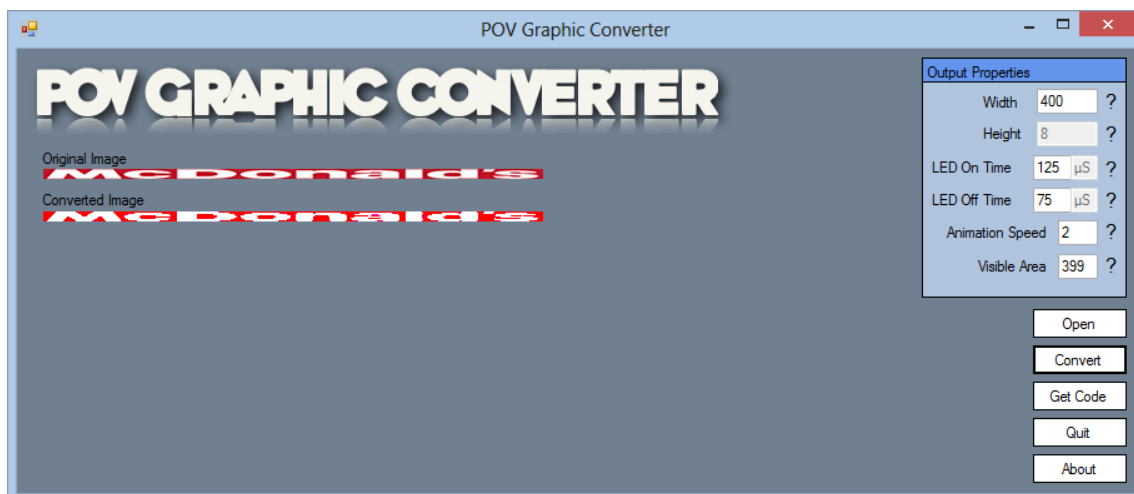 POV Graphic Converter
POV GRAPHIC CONVERTER
Original Image
McDonald's
Converted Image
McDonald's
Output Properties
Width 400 ?
Height 8 ?
LED On Time 125 µS ?
LED Off Time 75 µS ?
Animation Speed 2 ?
Visible Area 399 ?
Open
Convert
Get Code
Quit
About